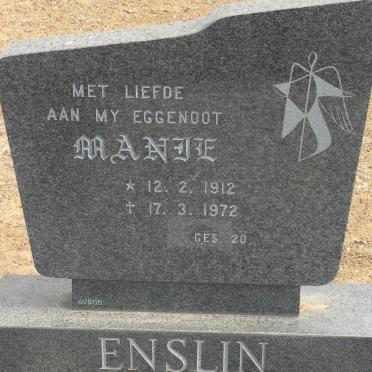 MET LIEFDE
AAN MY EGGENOOT
MANIE
* 12. 2. 1912
† 17. 3. 1972
GES. 20.
AVBOB
ENSLIN